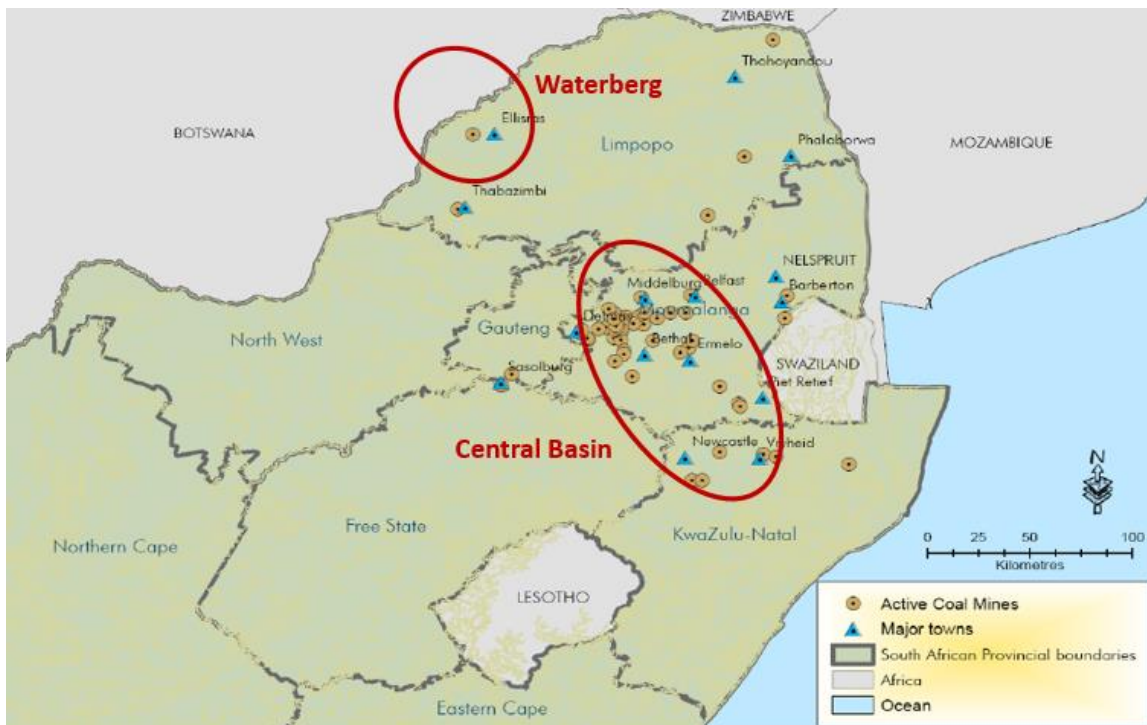 ZIMBABWE
Thohoyandou
Waterberg
Ellisras
BOTSWANA
Limpopo
Phalaborwa
MOZAMBIQUE
Thabazimbi
NELSPRUIT
Middelburg
Belfast
Barberton
Mpumalanga
Delmas
Gauteng
North West
Bethal
Ermelo
SWAZILAND
Sasolburg
Piet Retief
Central Basin
Newcastle
Vryheid
N
Free State
KwaZulu-Natal
Northern Cape
0 25 50 100
Kilometres
LESOTHO
Active Coal Mines
Major towns
South African Provincial boundaries
Africa
Ocean
Eastern Cape